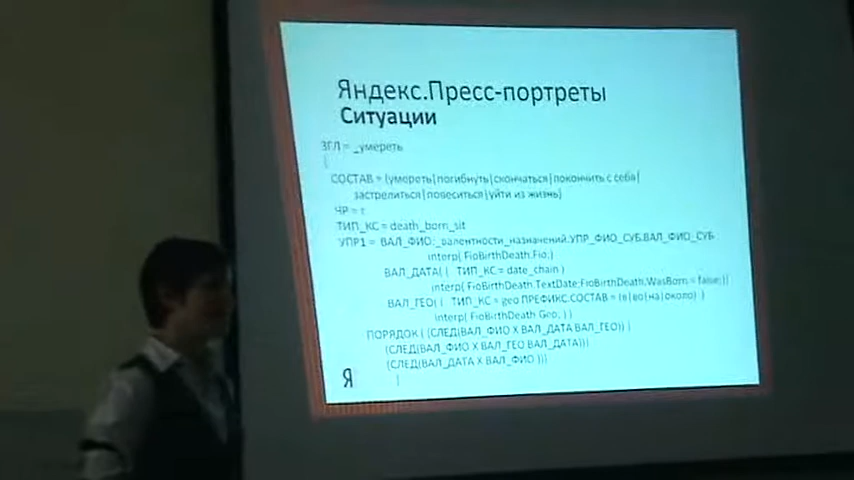 Яндекс.Пресс-портреты
Ситуации
ЗГЛ = _умереть
{
СОСТАВ = {умереть|погибнуть|скончаться|покончить с себя|
застрелиться|повеситься|уйти из жизнь}
ЧР = г
ТИП_КС = death_born_sit
УПР1 = ВАЛ_ФИО:_валентности_назначений.УПР_ФИО_СУБ.ВАЛ_ФИО_СУБ
interp( FioBirthDeath.Fio;)
ВАЛ_ДАТА( ( ТИП_КС = date_chain )
interp( FioBirthDeath.TextDate;FioBirthDeath.WasBorn = false; ))
ВАЛ_ГЕО( ( ТИП_КС = geo ПРЕФИКС.СОСТАВ = {в|во|на|около} )
interp( FioBirthDeath.Geo; ) )
ПОРЯДОК ( (СЛЕД(ВАЛ_ФИО X ВАЛ_ДАТА ВАЛ_ГЕО)) |
(СЛЕД(ВАЛ_ФИО X ВАЛ_ГЕО ВАЛ_ДАТА))|
(СЛЕД(ВАЛ_ДАТА X ВАЛ_ФИО )))
}
Я